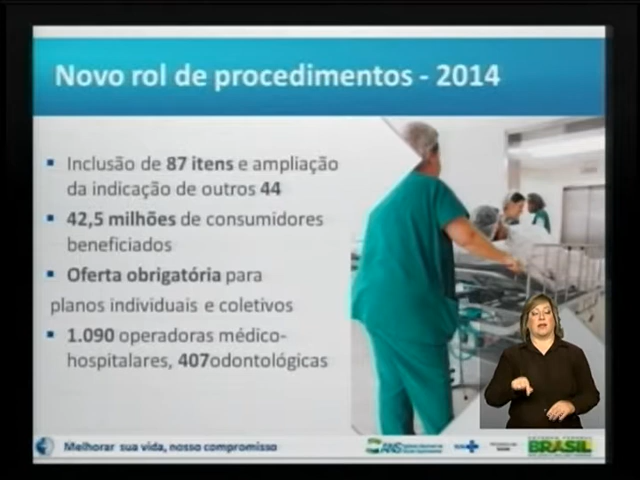 Novo rol de procedimentos - 2014
Inclusão de 87 itens e ampliação
da indicação de outros 44
42,5 milhões de consumidores
beneficiados
Oferta obrigatória para
planos individuais e coletivos
1.090 operadoras médico-
hospitalares, 407odontológicas
Melhorar sua vida, nosso compromisso
ANS
SUS
BRASIL